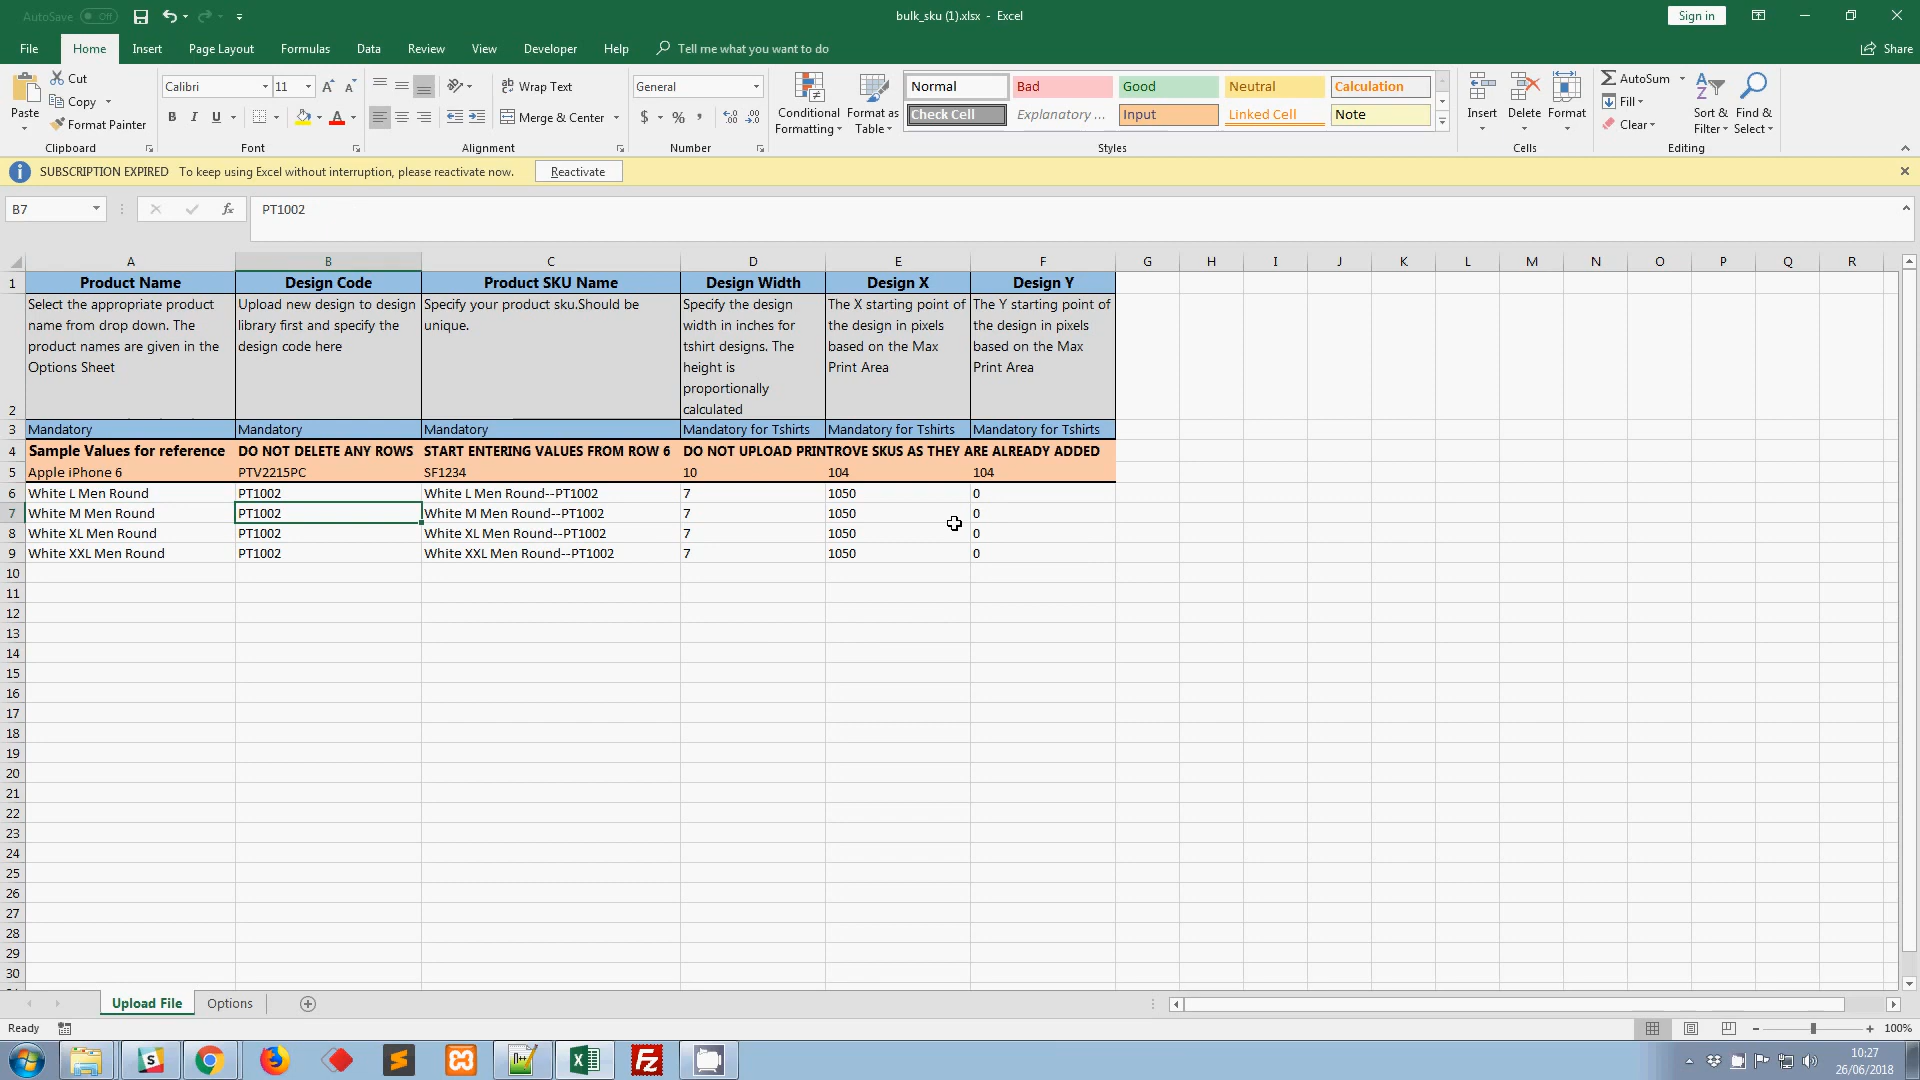 AutoSave Off bulk_sku (1).xlsx - Excel Sign in
File Home Insert Page Layout Formulas Data Review View Developer Help Tell me what you want to do Share
Paste Cut Copy Format Painter
Calibri 11 A A B I U A
Wrap Text Merge & Center
General $ % ,
Conditional Formatting Format as Table
Normal Bad Good Neutral Calculation
Check Cell Explanatory ... Input Linked Cell Note
Insert Delete Format
AutoSum Fill Clear Sort & Filter Find & Select
Clipboard Font Alignment Number Styles Cells Editing
SUBSCRIPTION EXPIRED To keep using Excel without interruption, please reactivate now. Reactivate
B7 fx PT1002
A B C D E F G H I J K L M N O P Q R
1 Product Name Design Code Product SKU Name Design Width Design X Design Y
2
Select the appropriate product
name from drop down. The
product names are given in the
Options Sheet
Upload new design to design
library first and specify the
design code here
Specify your product sku.Should be
unique.
Specify the design
width in inches for
tshirt designs. The
height is
proportionally
calculated
The X starting point of
the design in pixels
based on the Max
Print Area
The Y starting point of
the design in pixels
based on the Max
Print Area
3 Mandatory Mandatory Mandatory Mandatory for Tshirts Mandatory for Tshirts Mandatory for Tshirts
4 Sample Values for reference DO NOT DELETE ANY ROWS START ENTERING VALUES FROM ROW 6 DO NOT UPLOAD PRINTROVE SKUS AS THEY ARE ALREADY ADDED
5 Apple iPhone 6 PTV2215PC SF1234 10 104 104
6 White L Men Round PT1002 White L Men Round--PT1002 7 1050 0
7 White M Men Round PT1002 White M Men Round--PT1002 7 1050 0
8 White XL Men Round PT1002 White XL Men Round--PT1002 7 1050 0
9 White XXL Men Round PT1002 White XXL Men Round--PT1002 7 1050 0
10
11
12
13
14
15
16
17
18
19
20
21
22
23
24
25
26
27
28
29
30
Upload File Options
Ready 100%
10:27
26/06/2018